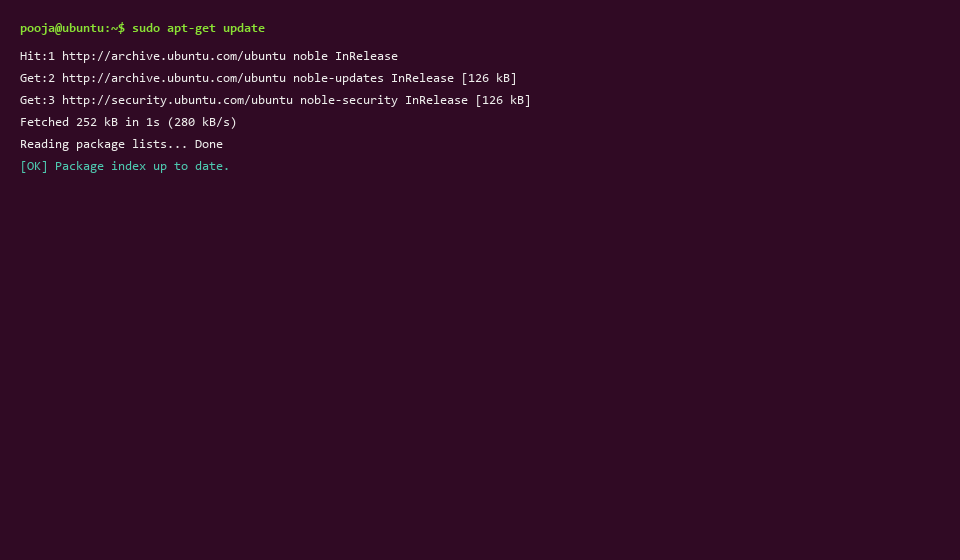 pooja@ubuntu:~$ sudo apt-get update
Hit:1 http://archive.ubuntu.com/ubuntu noble InRelease
Get:2 http://archive.ubuntu.com/ubuntu noble-updates InRelease [126 kB]
Get:3 http://security.ubuntu.com/ubuntu noble-security InRelease [126 kB]
Fetched 252 kB in 1s (280 kB/s)
Reading package lists... Done
[OK] Package index up to date.